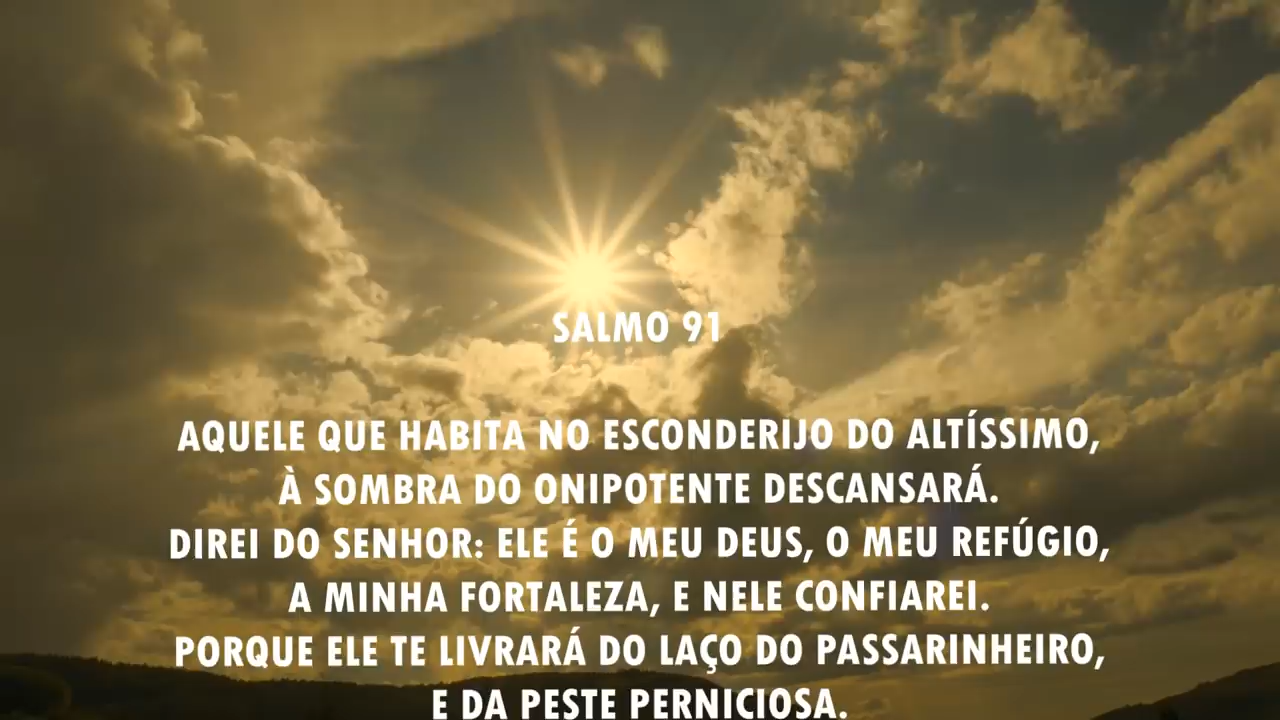 SALMO 91
AQUELE QUE HABITA NO ESCONDERIJO DO ALTÍSSIMO,
À SOMBRA DO ONIPOTENTE DESCANSARÁ.
DIREI DO SENHOR: ELE É O MEU DEUS, O MEU REFÚGIO,
A MINHA FORTALEZA, E NELE CONFIAREI.
PORQUE ELE TE LIVRARÁ DO LAÇO DO PASSARINHEIRO,
E DA PESTE PERNICIOSA.